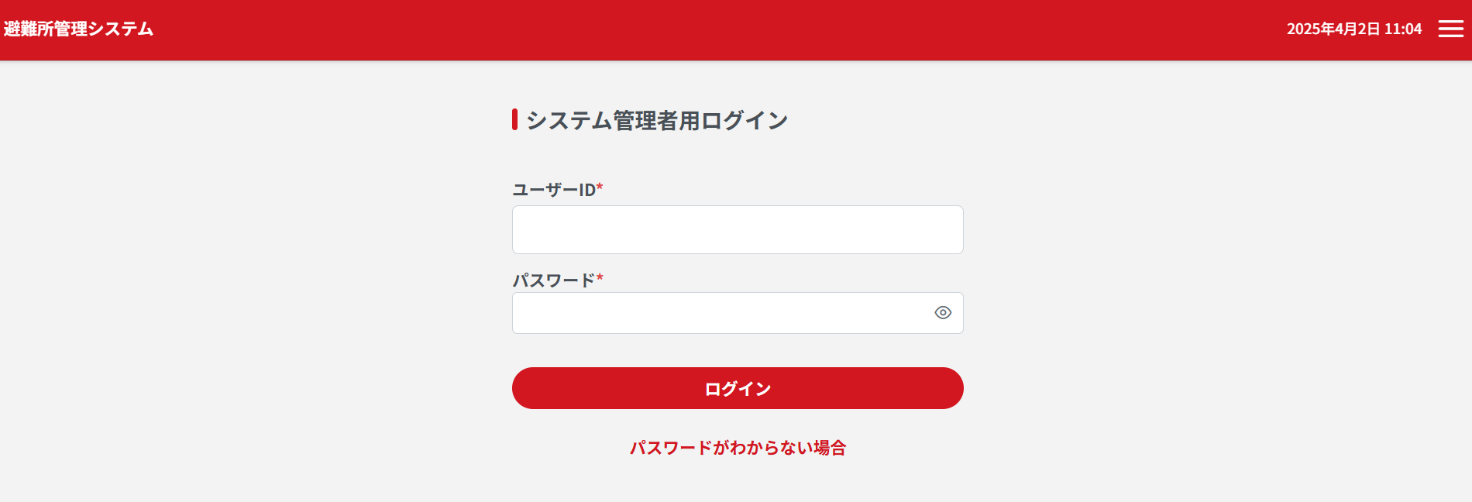 避難所管理システム
2025年4月2日 11:04
システム管理者用ログイン
ユーザーID*
パスワード*
ログイン
パスワードがわからない場合